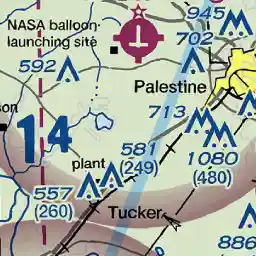 NASA balloon
launching site
945
702
592
Palestine
713
son
14
1080
(480)
plant
581
(249)
557
(260)
Tucker
886